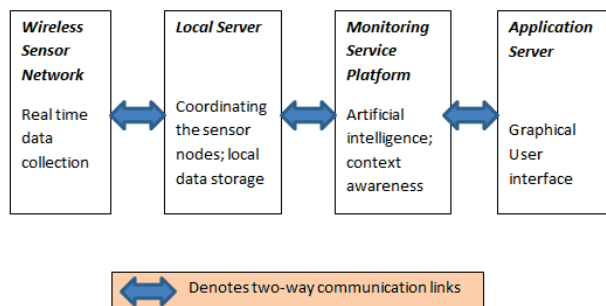 Wireless
Sensor
Network
Real time
data
collection
Local Server
Coordinating
the sensor
nodes; local
data storage
Monitoring
Service
Platform
Artificial
intelligence;
context
awareness
Application
Server
Graphical
User
interface
Denotes two-way communication links